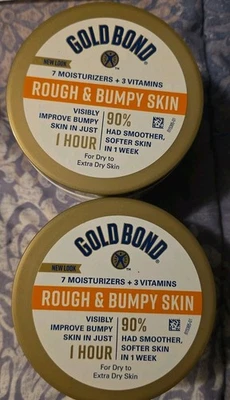 GOLD BOND
NEW LOOK
7 MOISTURIZERS + 3 VITAMINS
ROUGH & BUMPY SKIN
VISIBLY
IMPROVE BUMPY
SKIN IN JUST
1 HOUR
90%
HAD SMOOTHER,
SOFTER SKIN
IN 1 WEEK
For Dry to
Extra Dry Skin
GOLD BOND
NEW LOOK
7 MOISTURIZERS + 3 VITAMINS
ROUGH & BUMPY SKIN
VISIBLY
IMPROVE BUMPY
SKIN IN JUST
1 HOUR
90%
HAD SMOOTHER,
SOFTER SKIN
IN 1 WEEK
For Dry to
Extra Dry Skin